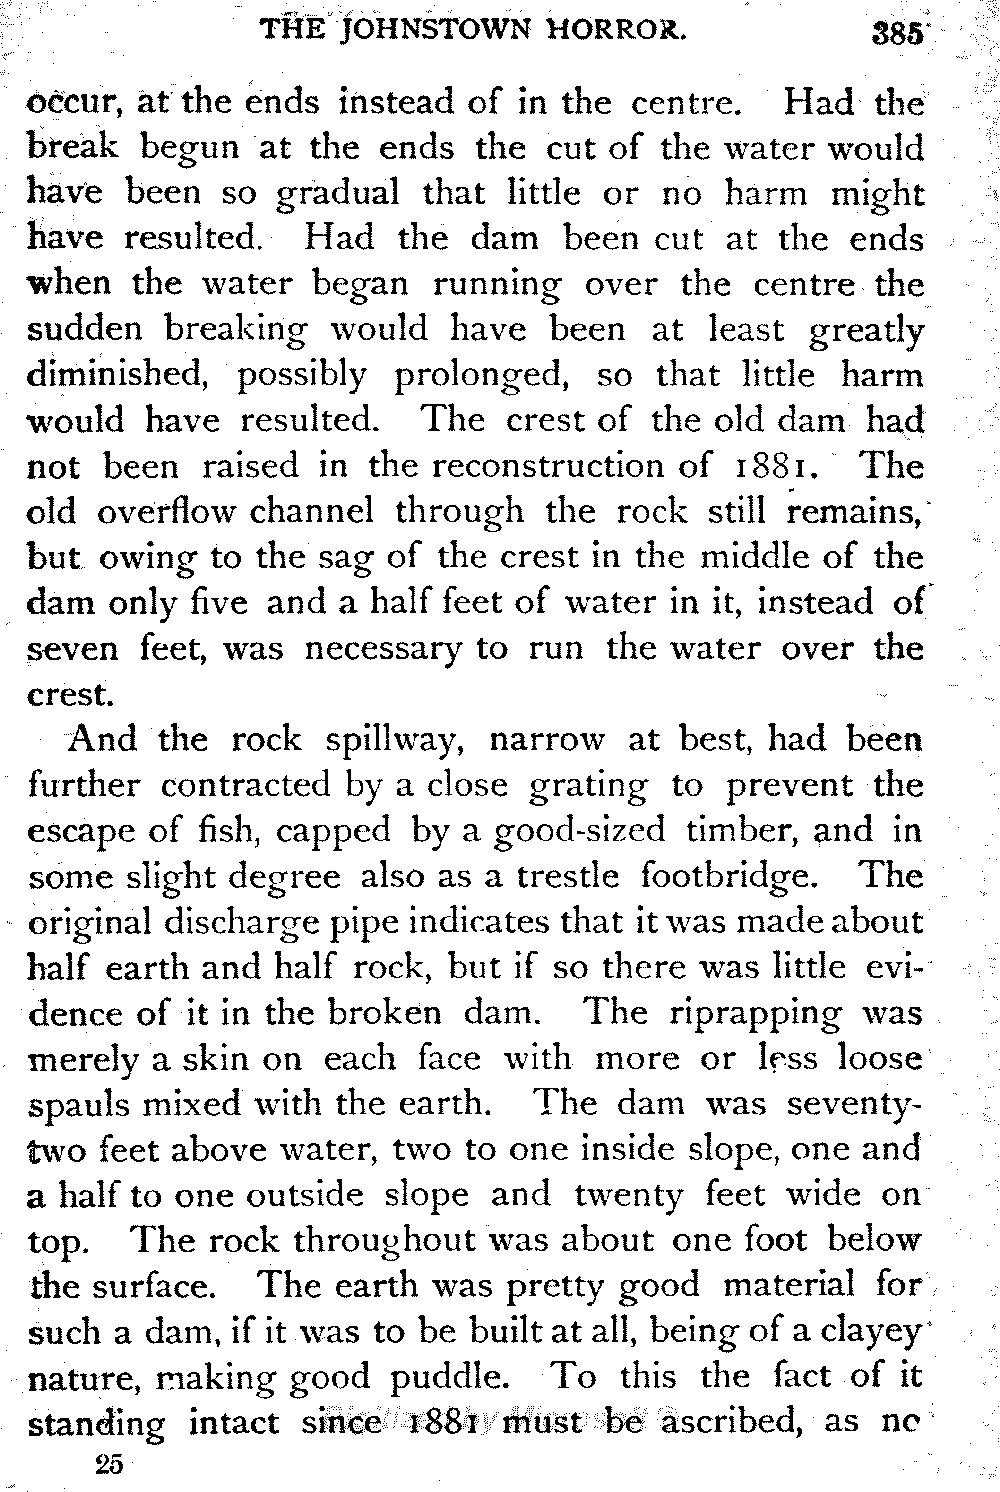 THE JOHNSTOWN HORROR. 385
occur, at the ends instead of in the centre. Had the
break begun at the ends the cut of the water would
have been so gradual that little or no harm might
have resulted. Had the dam been cut at the ends
when the water began running over the centre the
sudden breaking would have been at least greatly
diminished, possibly prolonged, so that little harm
would have resulted. The crest of the old dam had
not been raised in the reconstruction of 1881. The
old overflow channel through the rock still remains,
but owing to the sag of the crest in the middle of the
dam only five and a half feet of water in it, instead of
seven feet, was necessary to run the water over the
crest.
And the rock spillway, narrow at best, had been
further contracted by a close grating to prevent the
escape of fish, capped by a good-sized timber, and in
some slight degree also as a trestle footbridge. The
original discharge pipe indicates that it was made about
half earth and half rock, but if so there was little evi-
dence of it in the broken dam. The riprapping was
merely a skin on each face with more or less loose
spauls mixed with the earth. The dam was seventy-
two feet above water, two to one inside slope, one and
a half to one outside slope and twenty feet wide on
top. The rock throughout was about one foot below
the surface. The earth was pretty good material for
such a dam, if it was to be built at all, being of a clayey
nature, making good puddle. To this the fact of it
standing intact since 1881 must be ascribed, as no
25